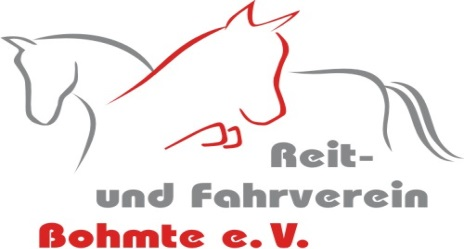 Reit-
und Fahrverein
Bohmte e.V.